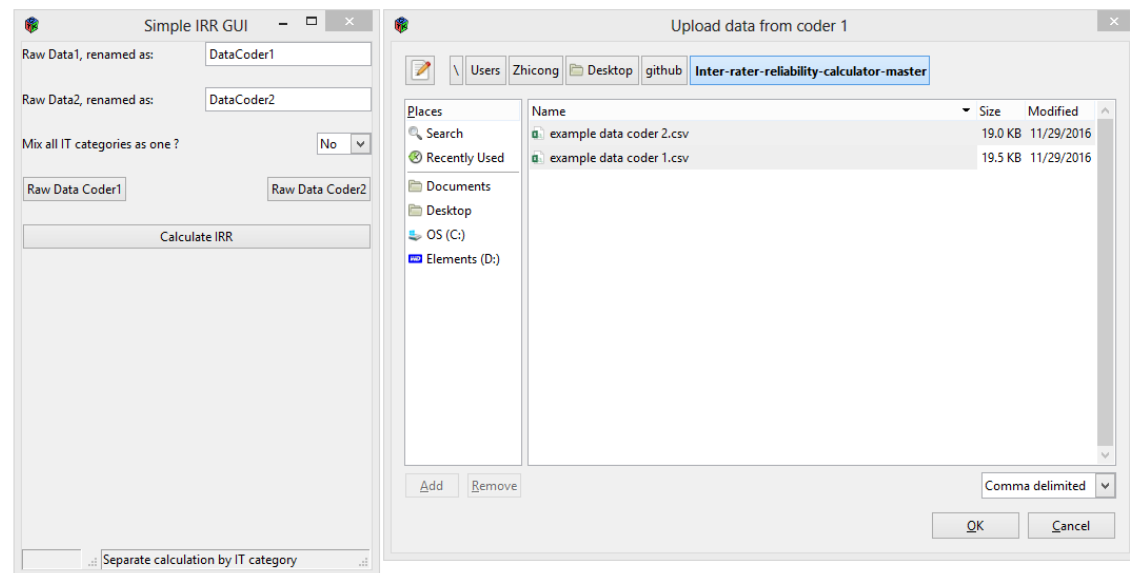 Simple IRR GUI
Raw Data1, renamed as: DataCoder1
Raw Data2, renamed as: DataCoder2
Mix all IT categories as one ? No
Raw Data Coder1 Raw Data Coder2
Calculate IRR
Separate calculation by IT category
Upload data from coder 1
\ Users Zhicong Desktop github Inter-rater-reliability-calculator-master
Places
Search
Recently Used
Documents
Desktop
OS (C:)
Elements (D:)
Name Size Modified
example data coder 2.csv 19.0 KB 11/29/2016
example data coder 1.csv 19.5 KB 11/29/2016
Add Remove
Comma delimited
OK Cancel